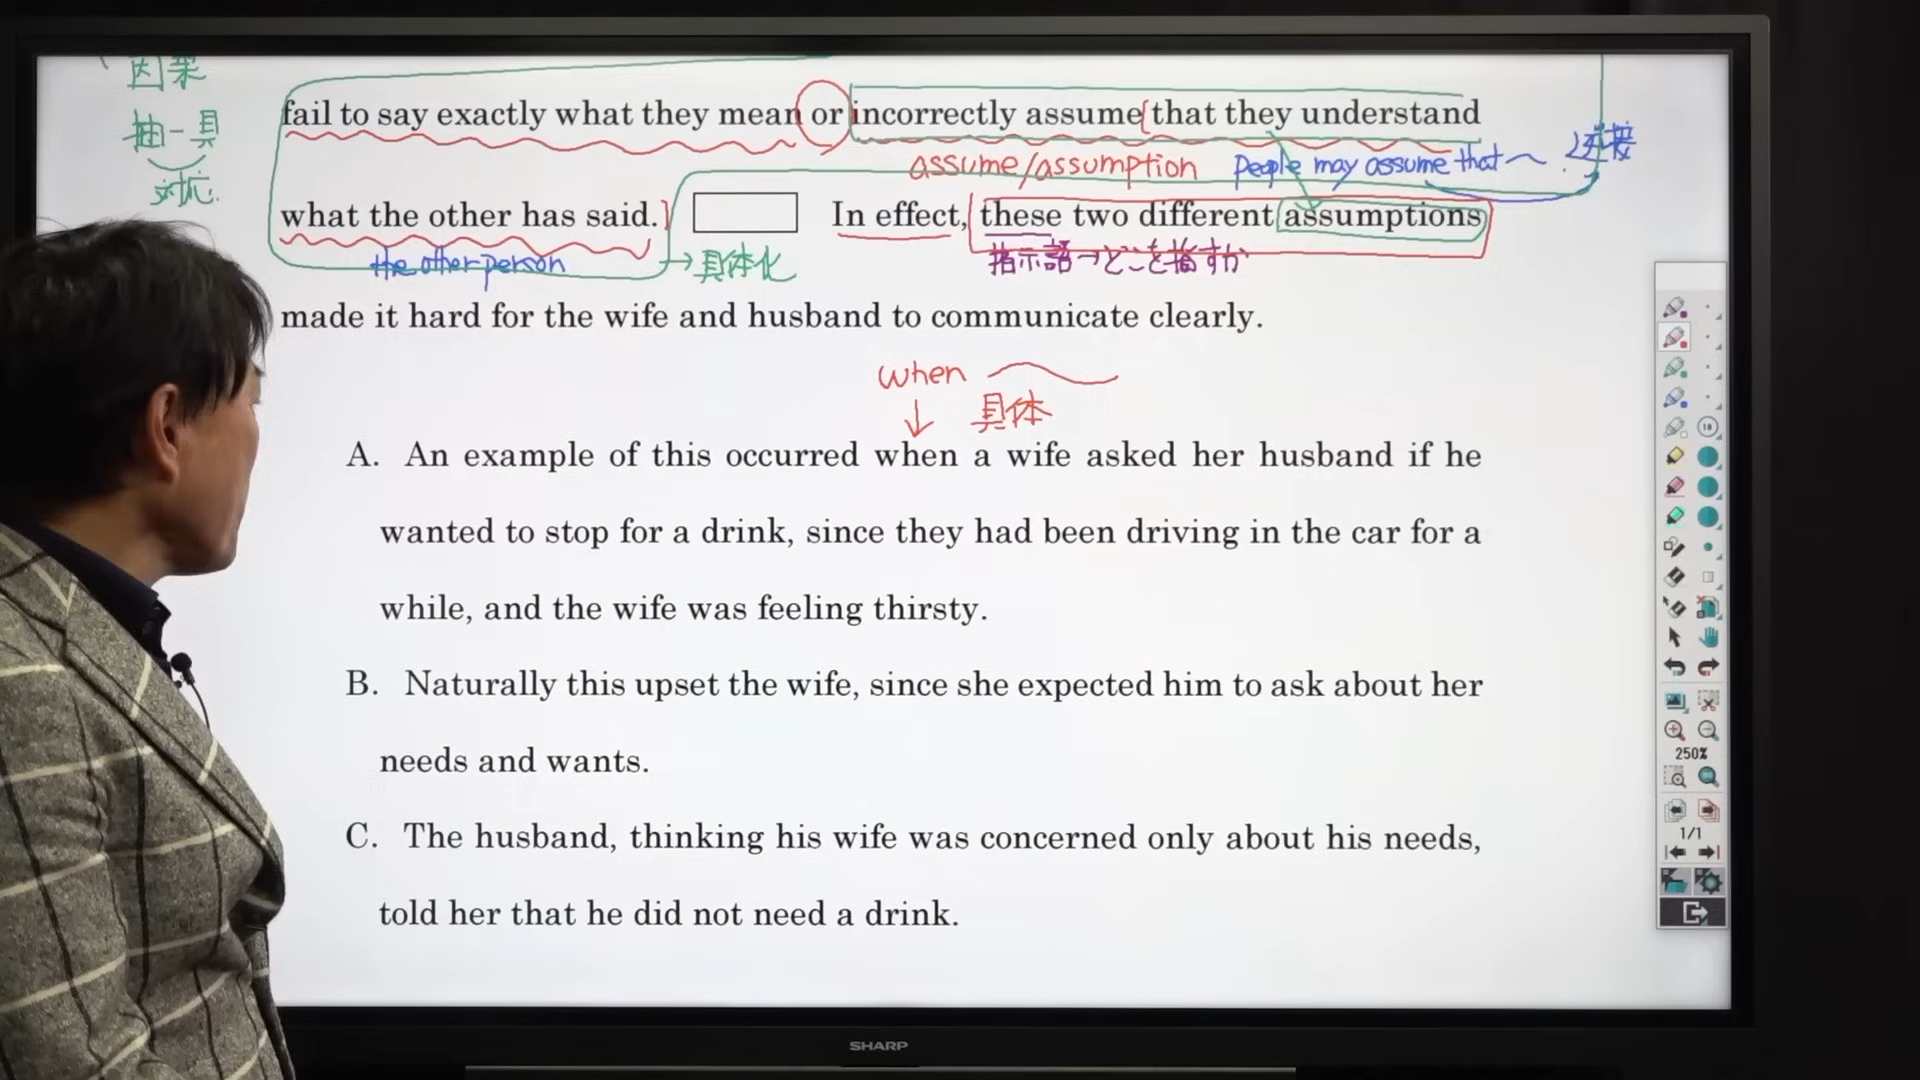 因果
fail to say exactly what they mean or incorrectly assume that they understand
抽-具
対応
assume/assumption People may assume that～ 逆接
what the other has said. In effect, these two different assumptions
the other person →具体化 指示語→どこを指すか
made it hard for the wife and husband to communicate clearly.
when
↓ 具体
A. An example of this occurred when a wife asked her husband if he
wanted to stop for a drink, since they had been driving in the car for a
while, and the wife was feeling thirsty.
B. Naturally this upset the wife, since she expected him to ask about her
needs and wants.
C. The husband, thinking his wife was concerned only about his needs,
told her that he did not need a drink.
10
250%
1/1
SHARP